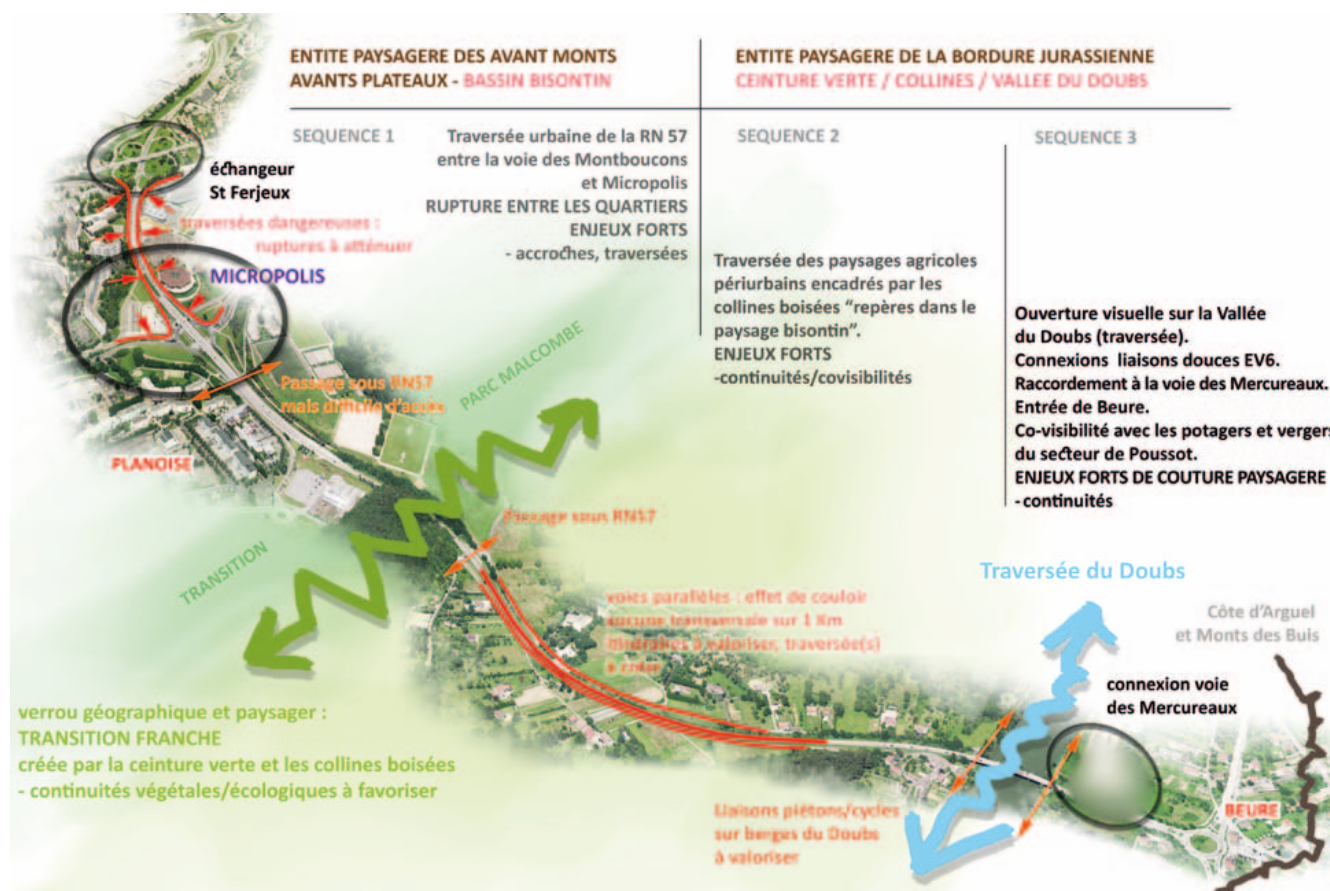 ENTITE PAYSAGERE DES AVANT MONTS
AVANTS PLATEAUX - BASSIN BISONTIN
ENTITE PAYSAGERE DE LA BORDURE JURASSIENNE
CEINTURE VERTE / COLLINES / VALLEE DU DOUBS
SEQUENCE 1
Traversée urbaine de la RN 57
entre la voie des Montboucons
et Micropolis
RUPTURE ENTRE LES QUARTIERS
ENJEUX FORTS
- accroches, traversées
SEQUENCE 2
Traversée des paysages agricoles
périurbains encadrés par les
collines boisées “repères dans le
paysage bisontin”.
ENJEUX FORTS
-continuités/covisibilités
SEQUENCE 3
Ouverture visuelle sur la Vallée
du Doubs (traversée).
Connexions liaisons douces EV6.
Raccordement à la voie des Mercureaux.
Entrée de Beure.
Co-visibilité avec les potagers et vergers
du secteur de Poussot.
ENJEUX FORTS DE COUTURE PAYSAGERE
- continuités
échangeur
St Ferjeux
traversées dangereuses :
ruptures à atténuer
MICROPOLIS
Passage sous RN57
mais difficile d'accès
PARC MALCOMBE
PLANOISE
Passage sous RN57
TRANSITION
voies parallèles : effet de couloir
aucune transversale sur 1 Km
itinéraires à valoriser, traversée(s)
à créer
Traversée du Doubs
Côte d'Arguel
et Monts des Buis
connexion voie
des Mercureaux
verrou géographique et paysager :
TRANSITION FRANCHE
créée par la ceinture verte et les collines boisées
- continuités végétales/écologiques à favoriser
Liaisons piétons/cycles
sur berges du Doubs
à valoriser
BEURE